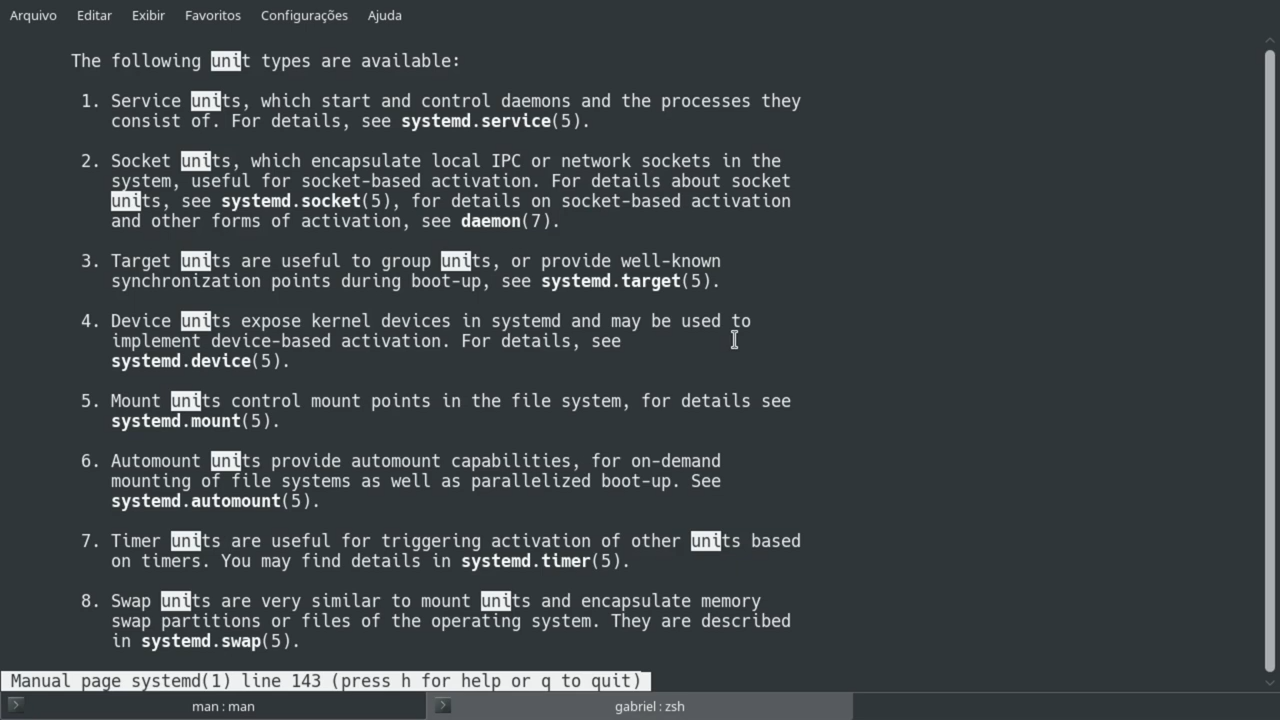 Arquivo Editar Exibir Favoritos Configurações Ajuda
The following unit types are available:
1. Service units, which start and control daemons and the processes they
consist of. For details, see systemd.service(5).
2. Socket units, which encapsulate local IPC or network sockets in the
system, useful for socket-based activation. For details about socket
units, see systemd.socket(5), for details on socket-based activation
and other forms of activation, see daemon(7).
3. Target units are useful to group units, or provide well-known
synchronization points during boot-up, see systemd.target(5).
4. Device units expose kernel devices in systemd and may be used to
implement device-based activation. For details, see
systemd.device(5).
5. Mount units control mount points in the file system, for details see
systemd.mount(5).
6. Automount units provide automount capabilities, for on-demand
mounting of file systems as well as parallelized boot-up. See
systemd.automount(5).
7. Timer units are useful for triggering activation of other units based
on timers. You may find details in systemd.timer(5).
8. Swap units are very similar to mount units and encapsulate memory
swap partitions or files of the operating system. They are described
in systemd.swap(5).
Manual page systemd(1) line 143 (press h for help or q to quit)
man : man gabriel : zsh